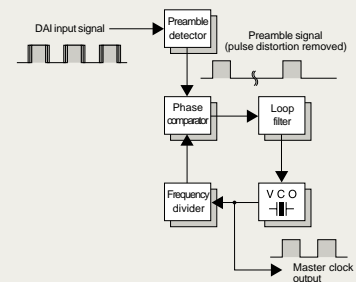 DAI input signal
Preamble
detector
Preamble signal
(pulse distortion removed)
Phase
comparator
Loop
filter
Frequency
divider
V C O
Master clock
output